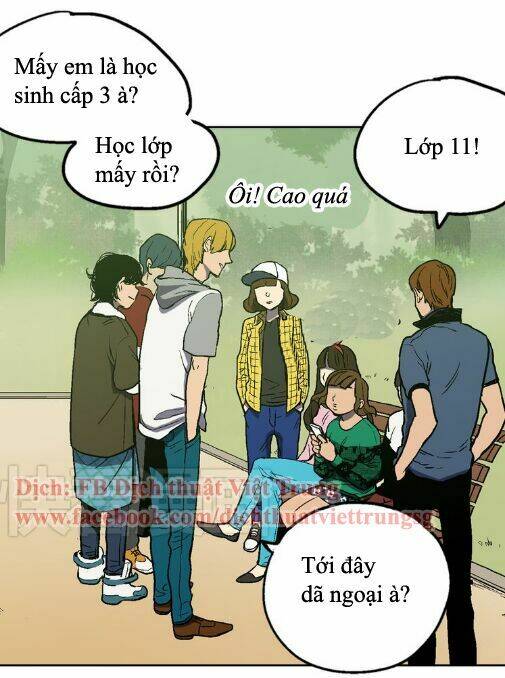 Mấy em là học
sinh cấp 3 à?
Học lớp
mấy rồi?
Lớp 11!
Ôi! Cao quá
Dịch: FB Dịch thuật Việt Trung
www.facebook.com/dichthuatviettrungsg
Tới đây
dã ngoại à?